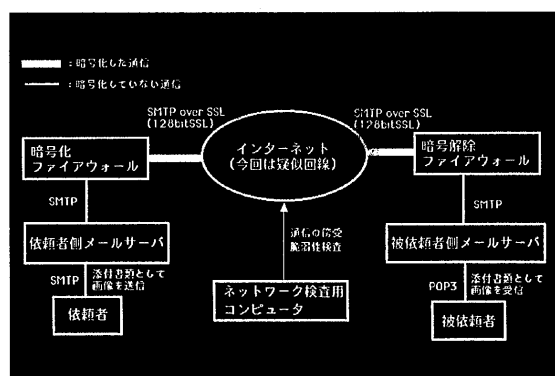 ：暗号化した通信
：暗号化していない通信
SMTP over SSL
(128bitSSL)
SMTP over SSL
(128bitSSL)
インターネット
(今回は疑似回線)
暗号化
ファイアウォール
暗号解除
ファイアウォール
SMTP
SMTP
通信の傍受
脆弱性検査
依頼者側メールサーバ
被依頼者側メールサーバ
SMTP
添付書類として
画像を送信
ネットワーク検査用
コンピュータ
POP3
添付書類として
画像を受信
依頼者
被依頼者